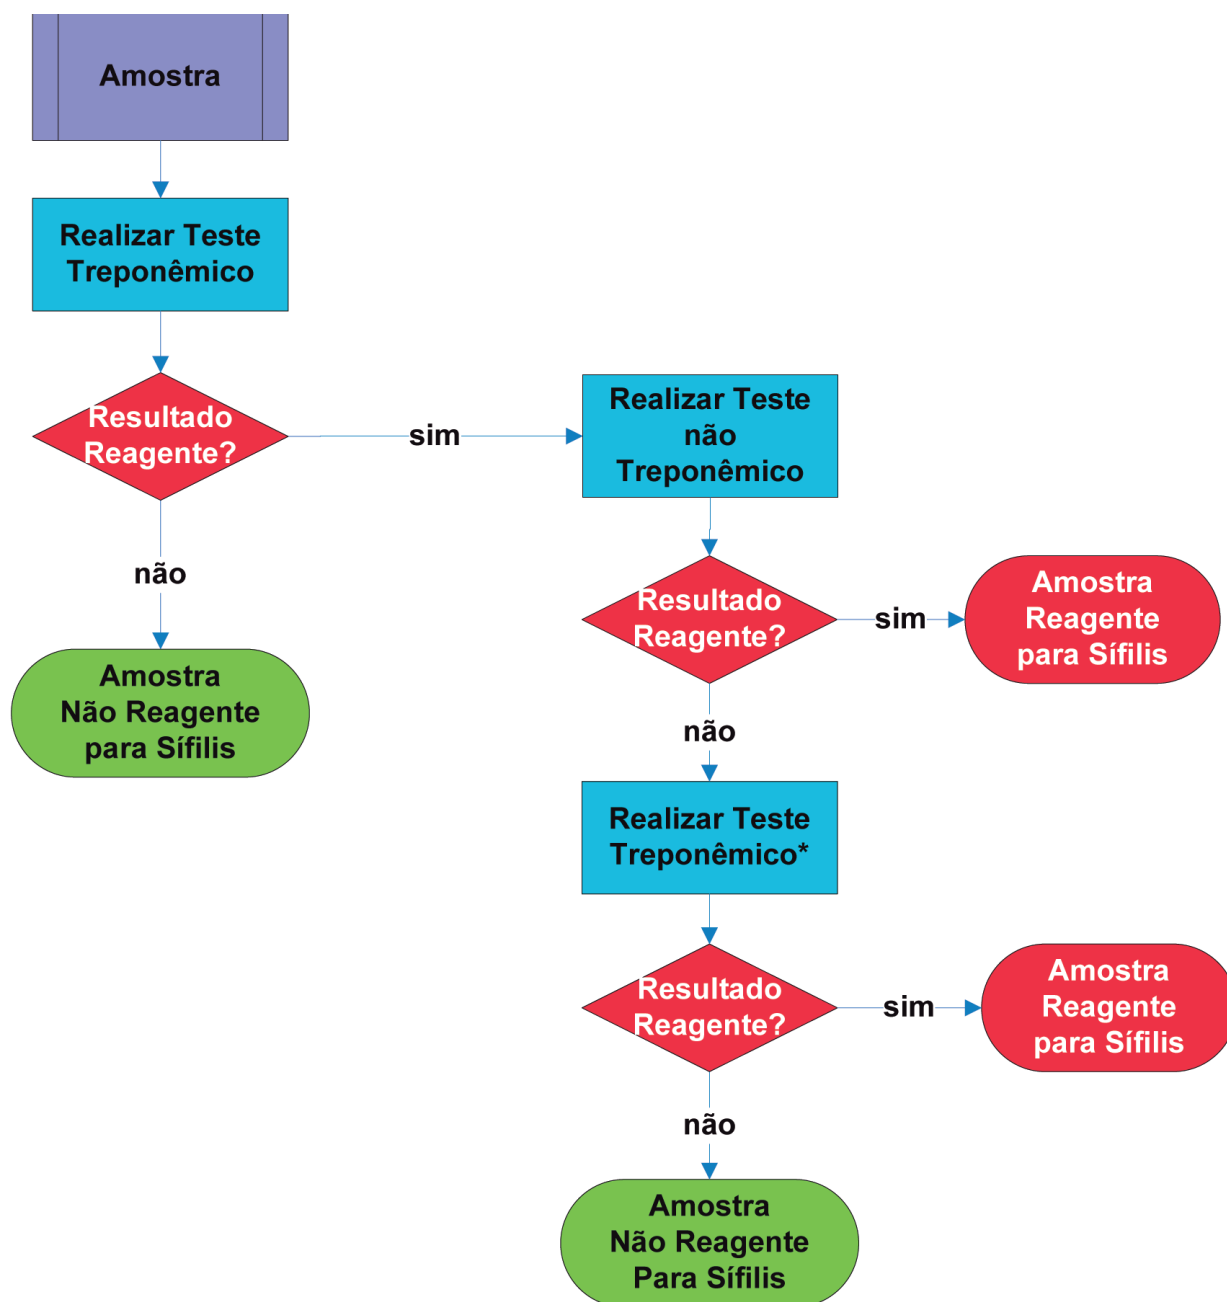 Amostra
Realizar Teste
Treponêmico
Resultado
Reagente?
sim
não
Amostra
Não Reagente
para Sífilis
Realizar Teste
não
Treponêmico
Resultado
Reagente?
sim
Amostra
Reagente
para Sífilis
não
Realizar Teste
Treponêmico*
Resultado
Reagente?
sim
Amostra
Reagente
para Sífilis
não
Amostra
Não Reagente
Para Sífilis